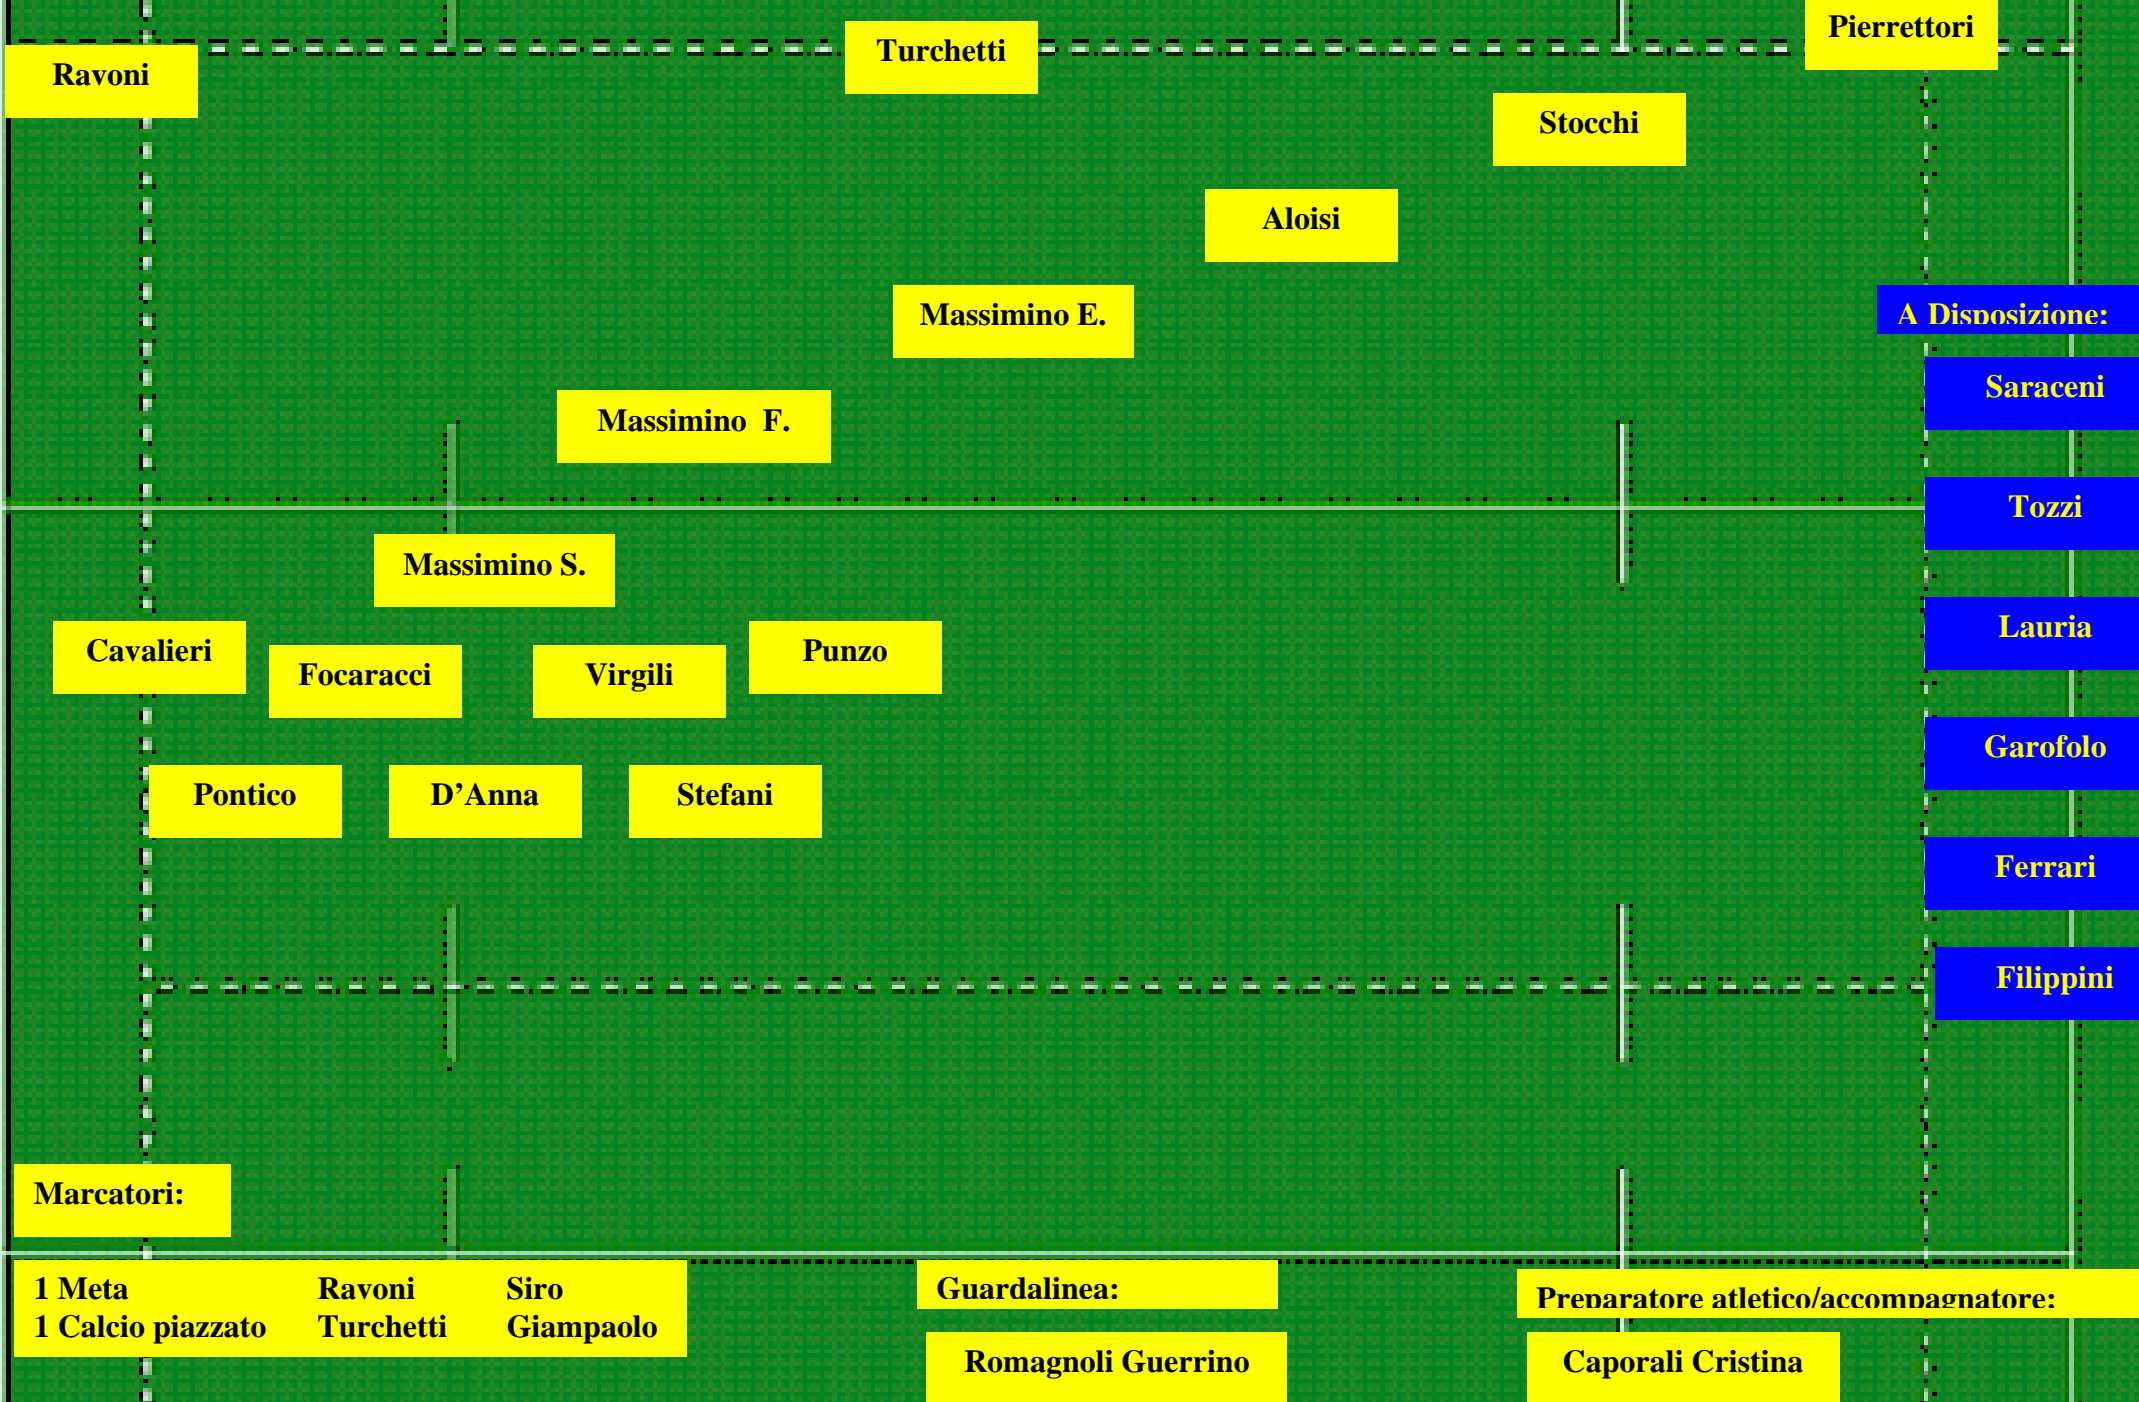 Pierrettori
Turchetti
Ravoni
Stocchi
Aloisi
Massimino E.
A Disposizione:
Saraceni
Massimino F.
Tozzi
Massimino S.
Lauria
Cavalieri
Focaracci
Virgili
Punzo
Garofolo
Pontico
D'Anna
Stefani
Ferrari
Filippini
Marcatori:
1 Meta Ravoni Siro
1 Calcio piazzato Turchetti Giampaolo
Guardalinea:
Romagnoli Guerrino
Preparatore atletico/accompagnatore:
Caporali Cristina